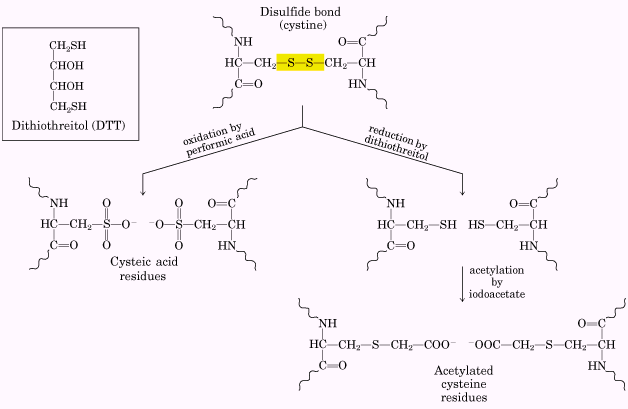 Disulfide bond
(cystine)
CH2SH
CHOH
CHOH
CH2SH
Dithiothreitol (DTT)
NH
HC—CH2—S—S—CH2—CH
C=O
O=C
HN
oxidation by
performic acid
reduction by
dithiothreitol
NH
HC—CH2—S—O−
O
O
C=O
−O—S—CH2—CH
O
O
O=C
HN
Cysteic acid
residues
NH
HC—CH2—SH
C=O
O=C
HS—CH2—CH
HN
acetylation
by
iodoacetate
NH
HC—CH2—S—CH2—COO−
C=O
O=C
−OOC—CH2—S—CH2—CH
HN
Acetylated
cysteine
residues